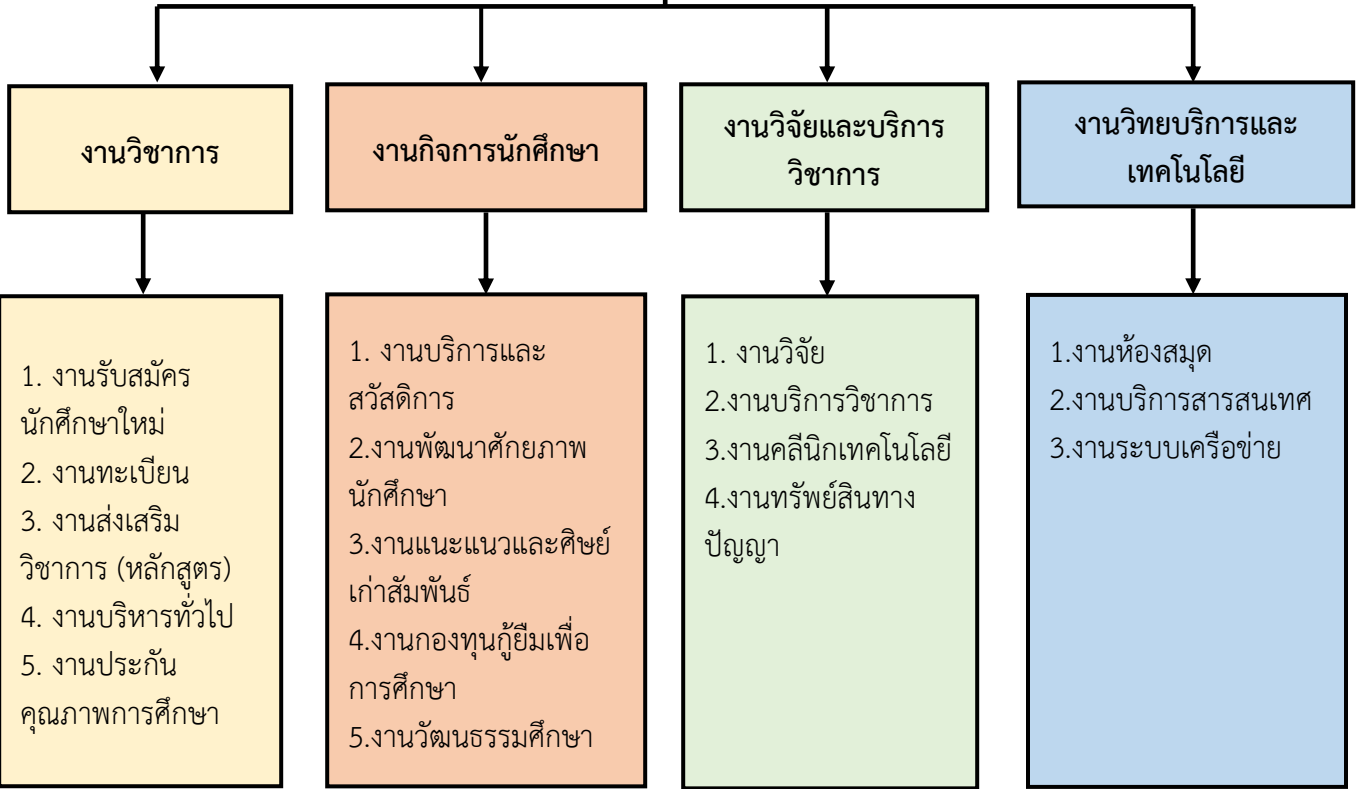 งานวิชาการ
งานกิจการนักศึกษา
งานวิจัยและบริการ
วิชาการ
งานวิทยบริการและ
เทคโนโลยี
1. งานรับสมัคร
นักศึกษาใหม่
2. งานทะเบียน
3. งานส่งเสริม
วิชาการ (หลักสูตร)
4. งานบริหารทั่วไป
5. งานประกัน
คุณภาพการศึกษา
1. งานบริการและ
สวัสดิการ
2.งานพัฒนาศักยภาพ
นักศึกษา
3.งานแนะแนวและศิษย์
เก่าสัมพันธ์
4.งานกองทุนกู้ยืมเพื่อ
การศึกษา
5.งานวัฒนธรรมศึกษา
1. งานวิจัย
2.งานบริการวิชาการ
3.งานคลีนิกเทคโนโลยี
4.งานทรัพย์สินทาง
ปัญญา
1.งานห้องสมุด
2.งานบริการสารสนเทศ
3.งานระบบเครือข่าย